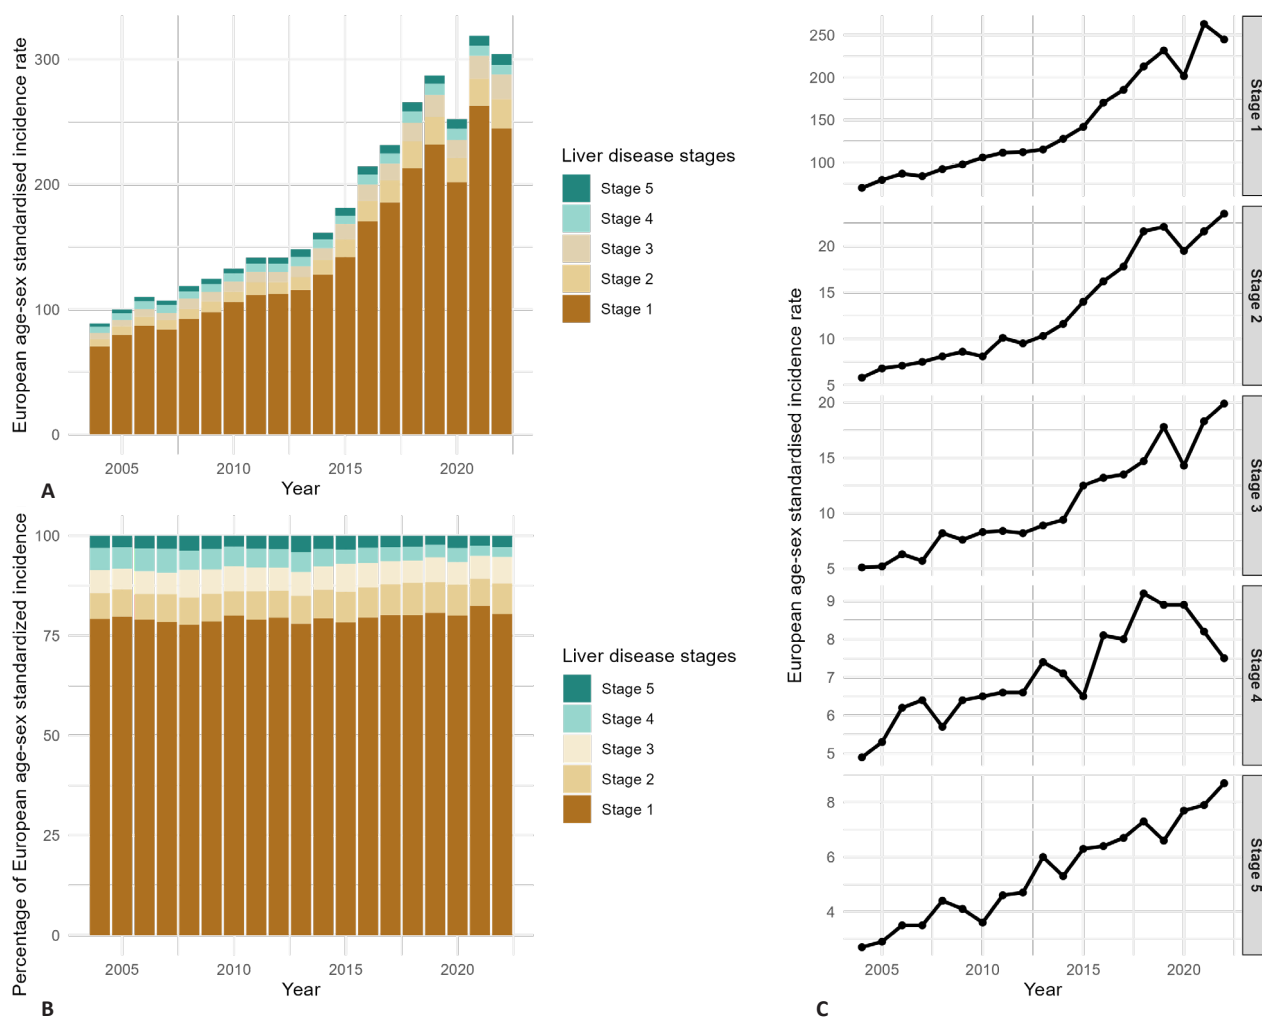 European age-sex standardised incidence rate
300
200
100
0
2005
2010
2015
2020
Year
A
Liver disease stages
Stage 5
Stage 4
Stage 3
Stage 2
Stage 1
Percentage of European age-sex standardized incidence
100
75
50
25
0
2005
2010
2015
2020
Year
B
Liver disease stages
Stage 5
Stage 4
Stage 3
Stage 2
Stage 1
European age-sex standardised incidence rate
250
200
150
100
Stage 1
20
15
10
5
Stage 2
20
15
10
5
Stage 3
9
8
7
6
5
Stage 4
8
6
4
Stage 5
2005
2010
2015
2020
Year
C